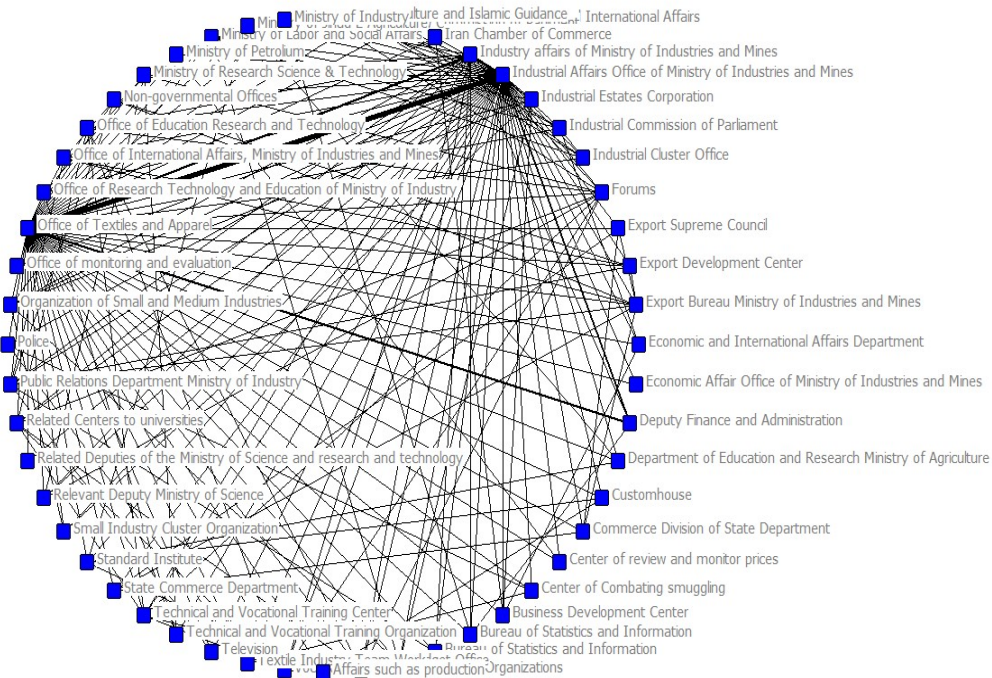 Ministry of Industry
lture and Islamic Guidance
International Affairs
Ministry of Labor and Social Affairs
Iran Chamber of Commerce
Ministry of Petrolium
Industry affairs of Ministry of Industries and Mines
Ministry of Research Science & Technology
Industrial Affairs Office of Ministry of Industries and Mines
Non-governmental Offices
Industrial Estates Corporation
Office of Education Research and Technology
Industrial Commission of Parliament
Office of International Affairs, Ministry of Industries and Mines
Industrial Cluster Office
Office of Research Technology and Education of Ministry of Industry
Forums
Office of Textiles and Apparel
Export Supreme Council
Office of monitoring and evaluation
Export Development Center
Organization of Small and Medium Industries
Export Bureau Ministry of Industries and Mines
Police
Economic and International Affairs Department
Public Relations Department Ministry of Industry
Economic Affair Office of Ministry of Industries and Mines
Related Centers to universities
Deputy Finance and Administration
Related Deputies of the Ministry of Science and research and technology
Department of Education and Research Ministry of Agriculture
Relevant Deputy Ministry of Science
Customhouse
Small Industry Cluster Organization
Commerce Division of State Department
Standard Institute
Center of review and monitor prices
State Commerce Department
Center of Combating smuggling
Technical and Vocational Training Center
Business Development Center
Technical and Vocational Training Organization
Bureau of Statistics and Information
Television
Bureau of Statistics and Information
Textile Industry Team Workdot Office
Affairs such as production
Organizations